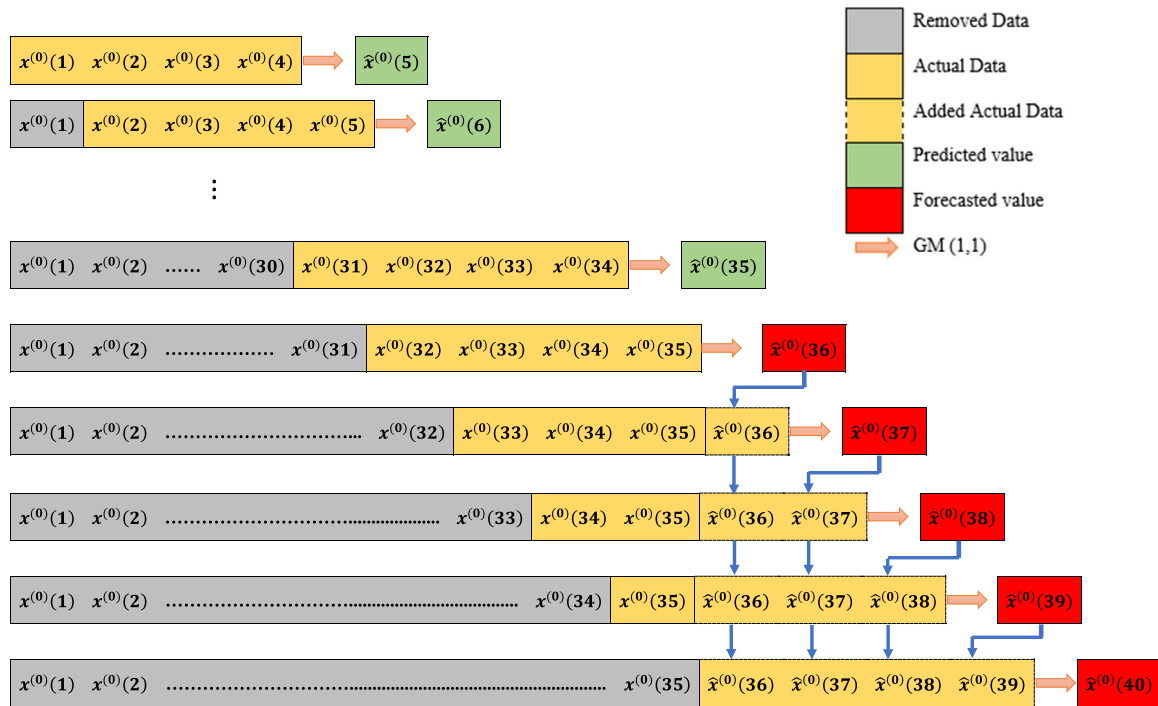 Removed Data
Actual Data
Added Actual Data
Predicted value
Forecasted value
GM (1,1)
x⁽⁰⁾(1) x⁽⁰⁾(2) x⁽⁰⁾(3) x⁽⁰⁾(4) x̂⁽⁰⁾(5)
x⁽⁰⁾(1) x⁽⁰⁾(2) x⁽⁰⁾(3) x⁽⁰⁾(4) x⁽⁰⁾(5) x̂⁽⁰⁾(6)
⋮
x⁽⁰⁾(1) x⁽⁰⁾(2) ...... x⁽⁰⁾(30) x⁽⁰⁾(31) x⁽⁰⁾(32) x⁽⁰⁾(33) x⁽⁰⁾(34) x̂⁽⁰⁾(35)
x⁽⁰⁾(1) x⁽⁰⁾(2) .................. x⁽⁰⁾(31) x⁽⁰⁾(32) x⁽⁰⁾(33) x⁽⁰⁾(34) x⁽⁰⁾(35) x̂⁽⁰⁾(36)
x⁽⁰⁾(1) x⁽⁰⁾(2) ................................. x⁽⁰⁾(32) x⁽⁰⁾(33) x⁽⁰⁾(34) x⁽⁰⁾(35) x̂⁽⁰⁾(36) x̂⁽⁰⁾(37)
x⁽⁰⁾(1) x⁽⁰⁾(2) .................................................... x⁽⁰⁾(33) x⁽⁰⁾(34) x⁽⁰⁾(35) x̂⁽⁰⁾(36) x̂⁽⁰⁾(37) x̂⁽⁰⁾(38)
x⁽⁰⁾(1) x⁽⁰⁾(2) ........................................................................ x⁽⁰⁾(34) x⁽⁰⁾(35) x̂⁽⁰⁾(36) x̂⁽⁰⁾(37) x̂⁽⁰⁾(38) x̂⁽⁰⁾(39)
x⁽⁰⁾(1) x⁽⁰⁾(2) .............................................................................................. x⁽⁰⁾(35) x̂⁽⁰⁾(36) x̂⁽⁰⁾(37) x̂⁽⁰⁾(38) x̂⁽⁰⁾(39) x̂⁽⁰⁾(40)